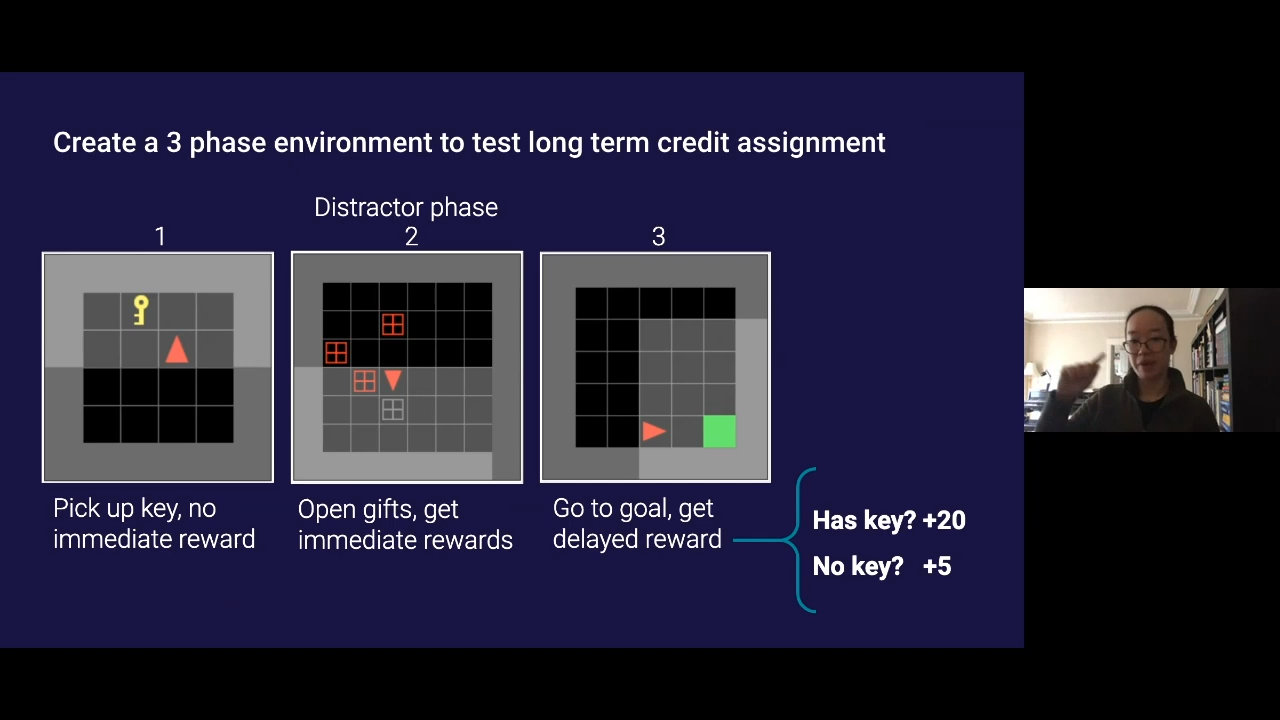 Create a 3 phase environment to test long term credit assignment
Distractor phase
1
2
3
Pick up key, no
immediate reward
Open gifts, get
immediate rewards
Go to goal, get
delayed reward
Has key? +20
No key? +5